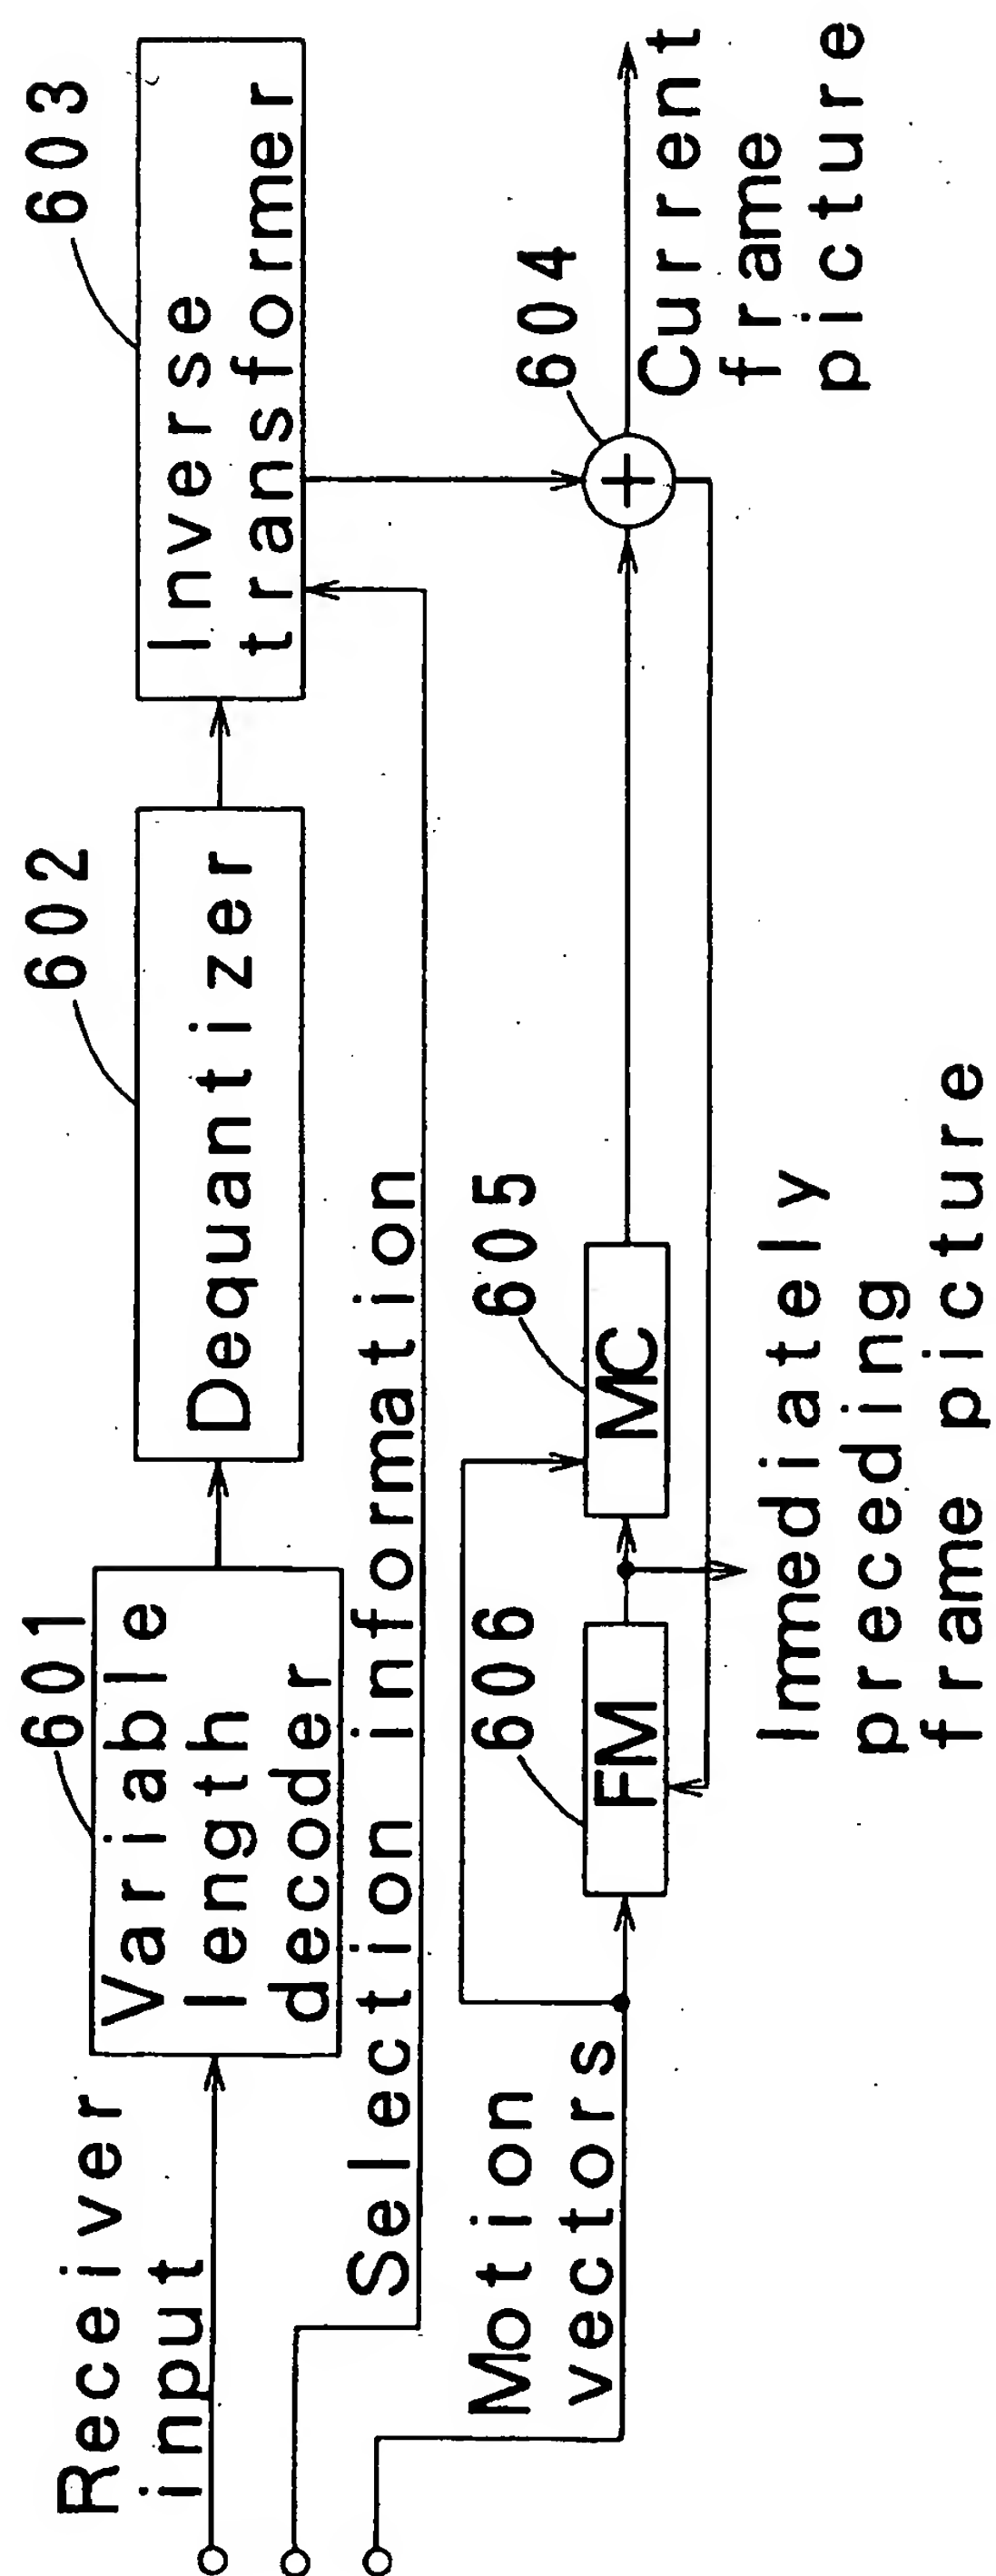 Receiver
input
601
Variable
length
decoder
602
Dequantizer
603
Inverse
transformer
Selection information
Motion
vectors
606
FM
605
MC
604
+
Current
frame
picture
Immediately
preceding
frame picture